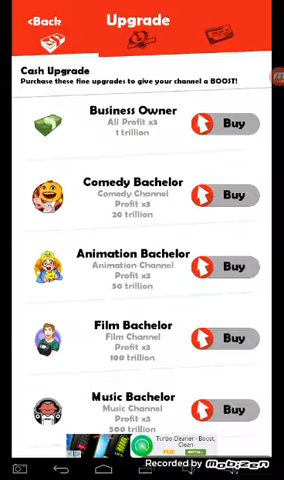 <Back
Upgrade
Cash Upgrade
Purchase these fine upgrades to give your channel a BOOST!
Business Owner
All Profit x3
1 trillion
Buy
Comedy Bachelor
Comedy Channel
Profit x3
20 trillion
Buy
Animation Bachelor
Animation Channel
Profit x3
50 trillion
Buy
Film Bachelor
Film Channel
Profit x3
100 trillion
Buy
Music Bachelor
Music Channel
Profit x3
500 trillion
Buy
Turbo Cleaner - Boost,
Clean
FREE
INSTALL
Recorded by mobizen